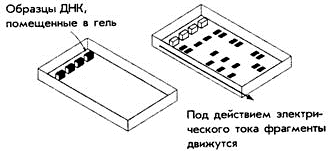 Образцы ДНК,
помещенные в гель
Под действием электри-
ческого тока фрагменты
движутся